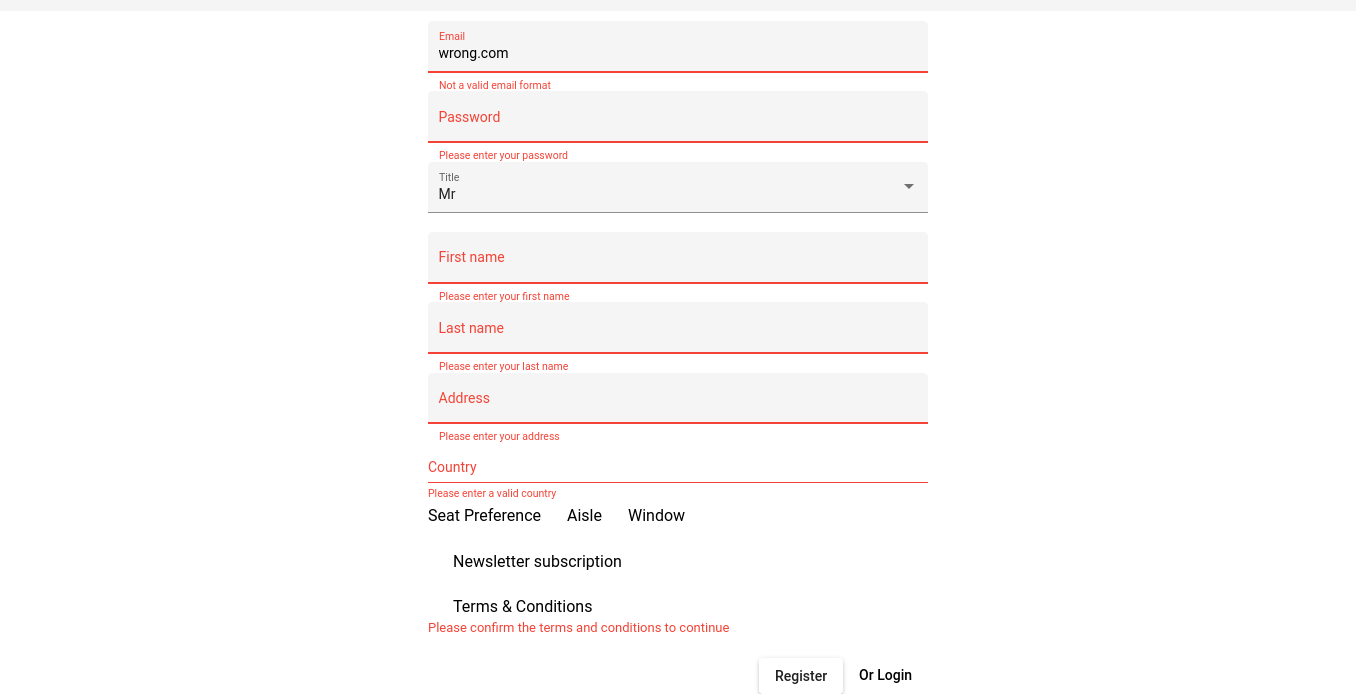 Email
wrong.com
Not a valid email format
Password
Please enter your password
Title
Mr
First name
Please enter your first name
Last name
Please enter your last name
Address
Please enter your address
Country
Please enter a valid country
Seat Preference Aisle Window
Newsletter subscription
Terms & Conditions
Please confirm the terms and conditions to continue
Register Or Login